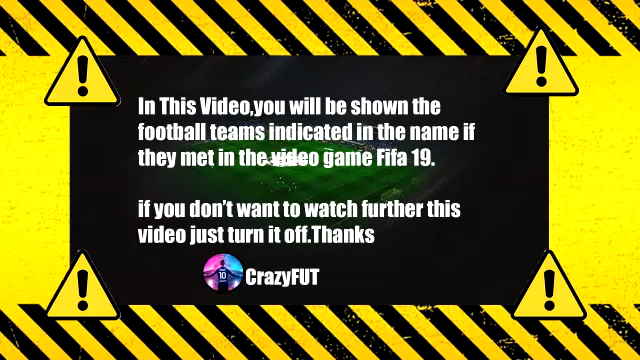 In This Video,you will be shown the
football teams indicated in the name if
they met in the video game Fifa 19.
if you don't want to watch further this
video just turn it off.Thanks
10
CrazyFUT